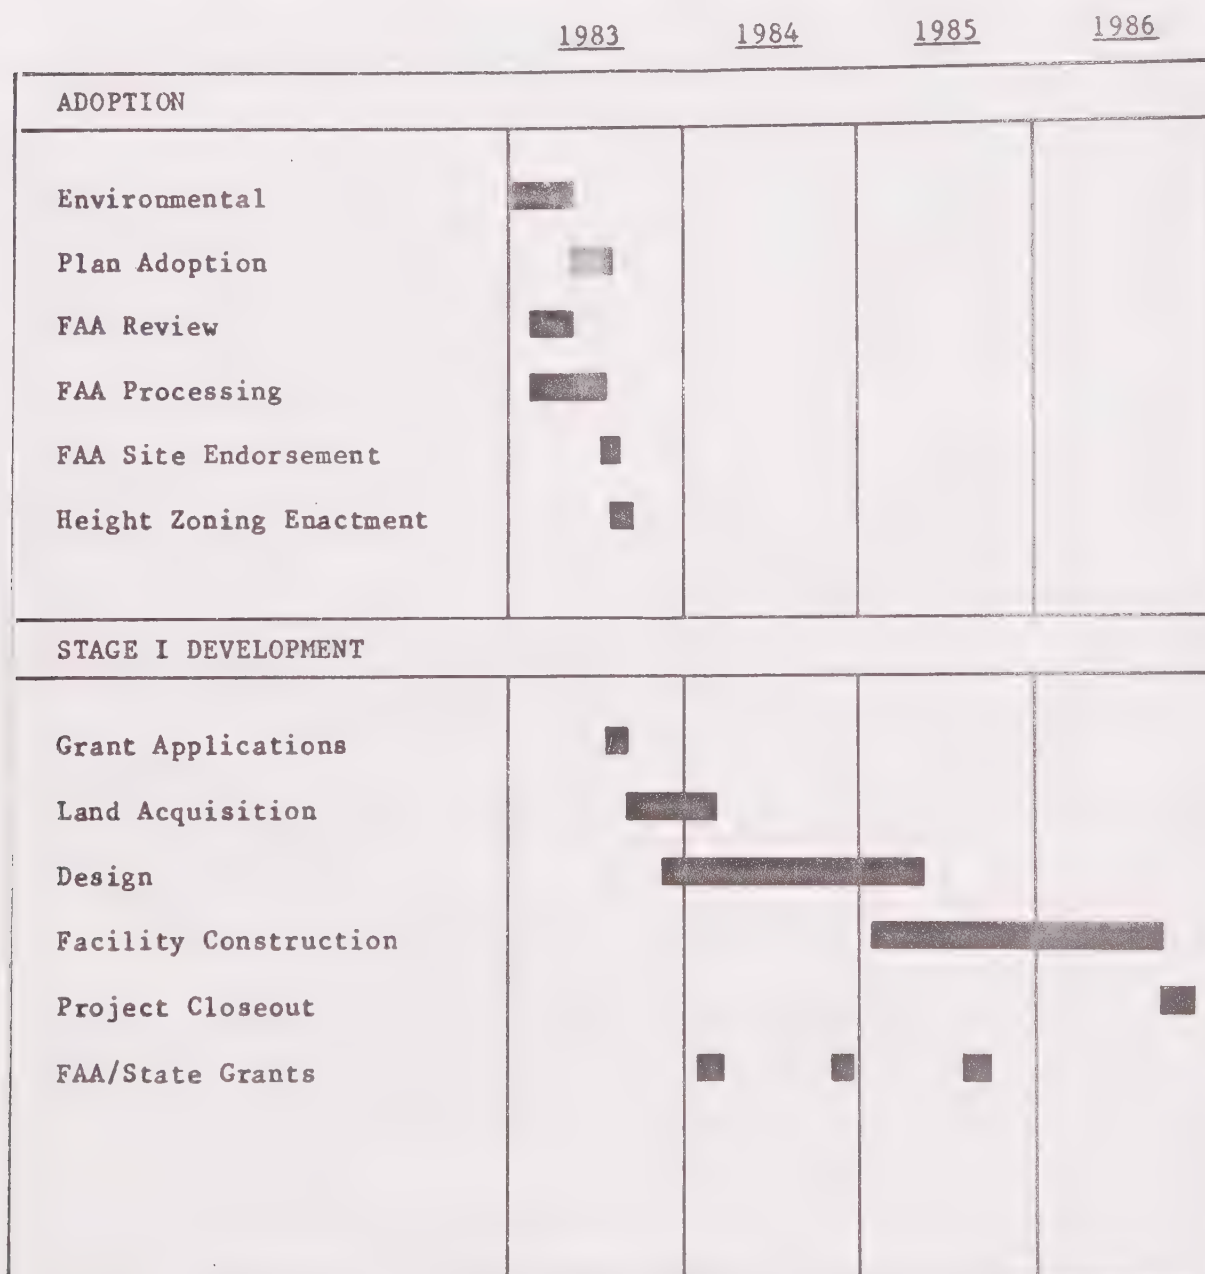 1983 1984 1985 1986
ADOPTION
Environmental
Plan Adoption
FAA Review
FAA Processing
FAA Site Endorsement
Height Zoning Enactment
STAGE I DEVELOPMENT
Grant Applications
Land Acquisition
Design
Facility Construction
Project Closeout
FAA/State Grants